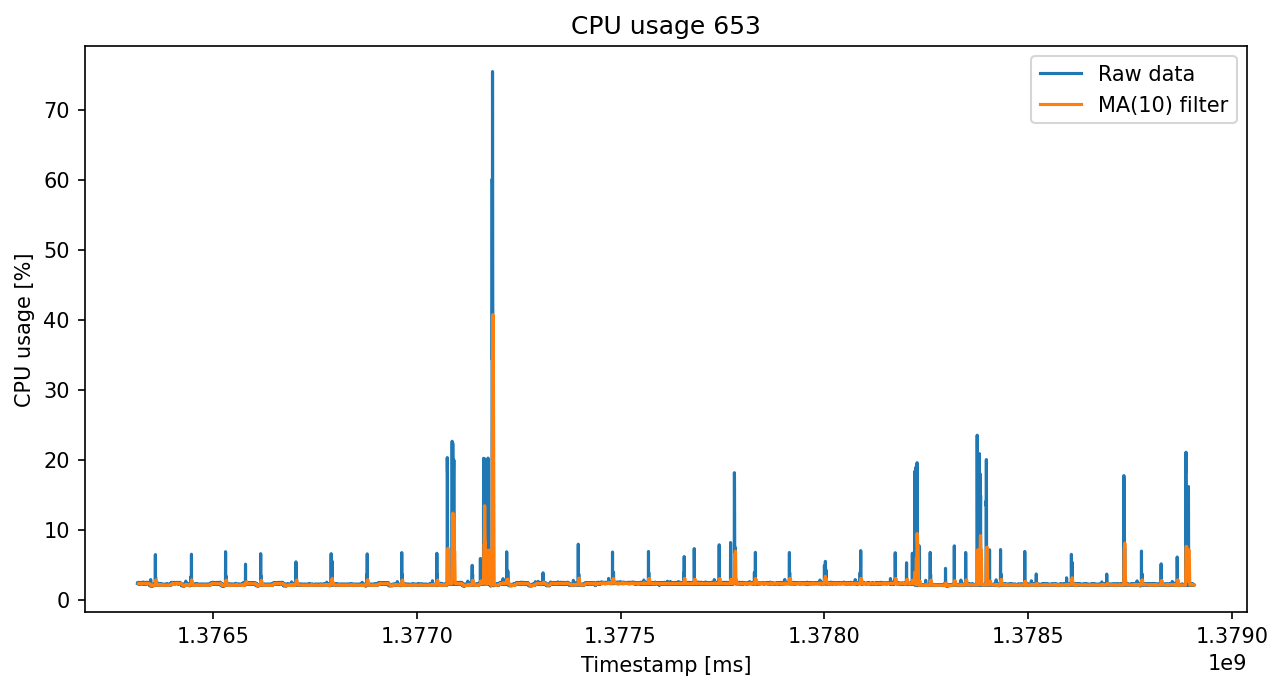 CPU usage 653
Raw data
MA(10) filter
CPU usage [%]
70
60
50
40
30
20
10
0
1.3765 1.3770 1.3775 1.3780 1.3785 1.3790
1e9
Timestamp [ms]